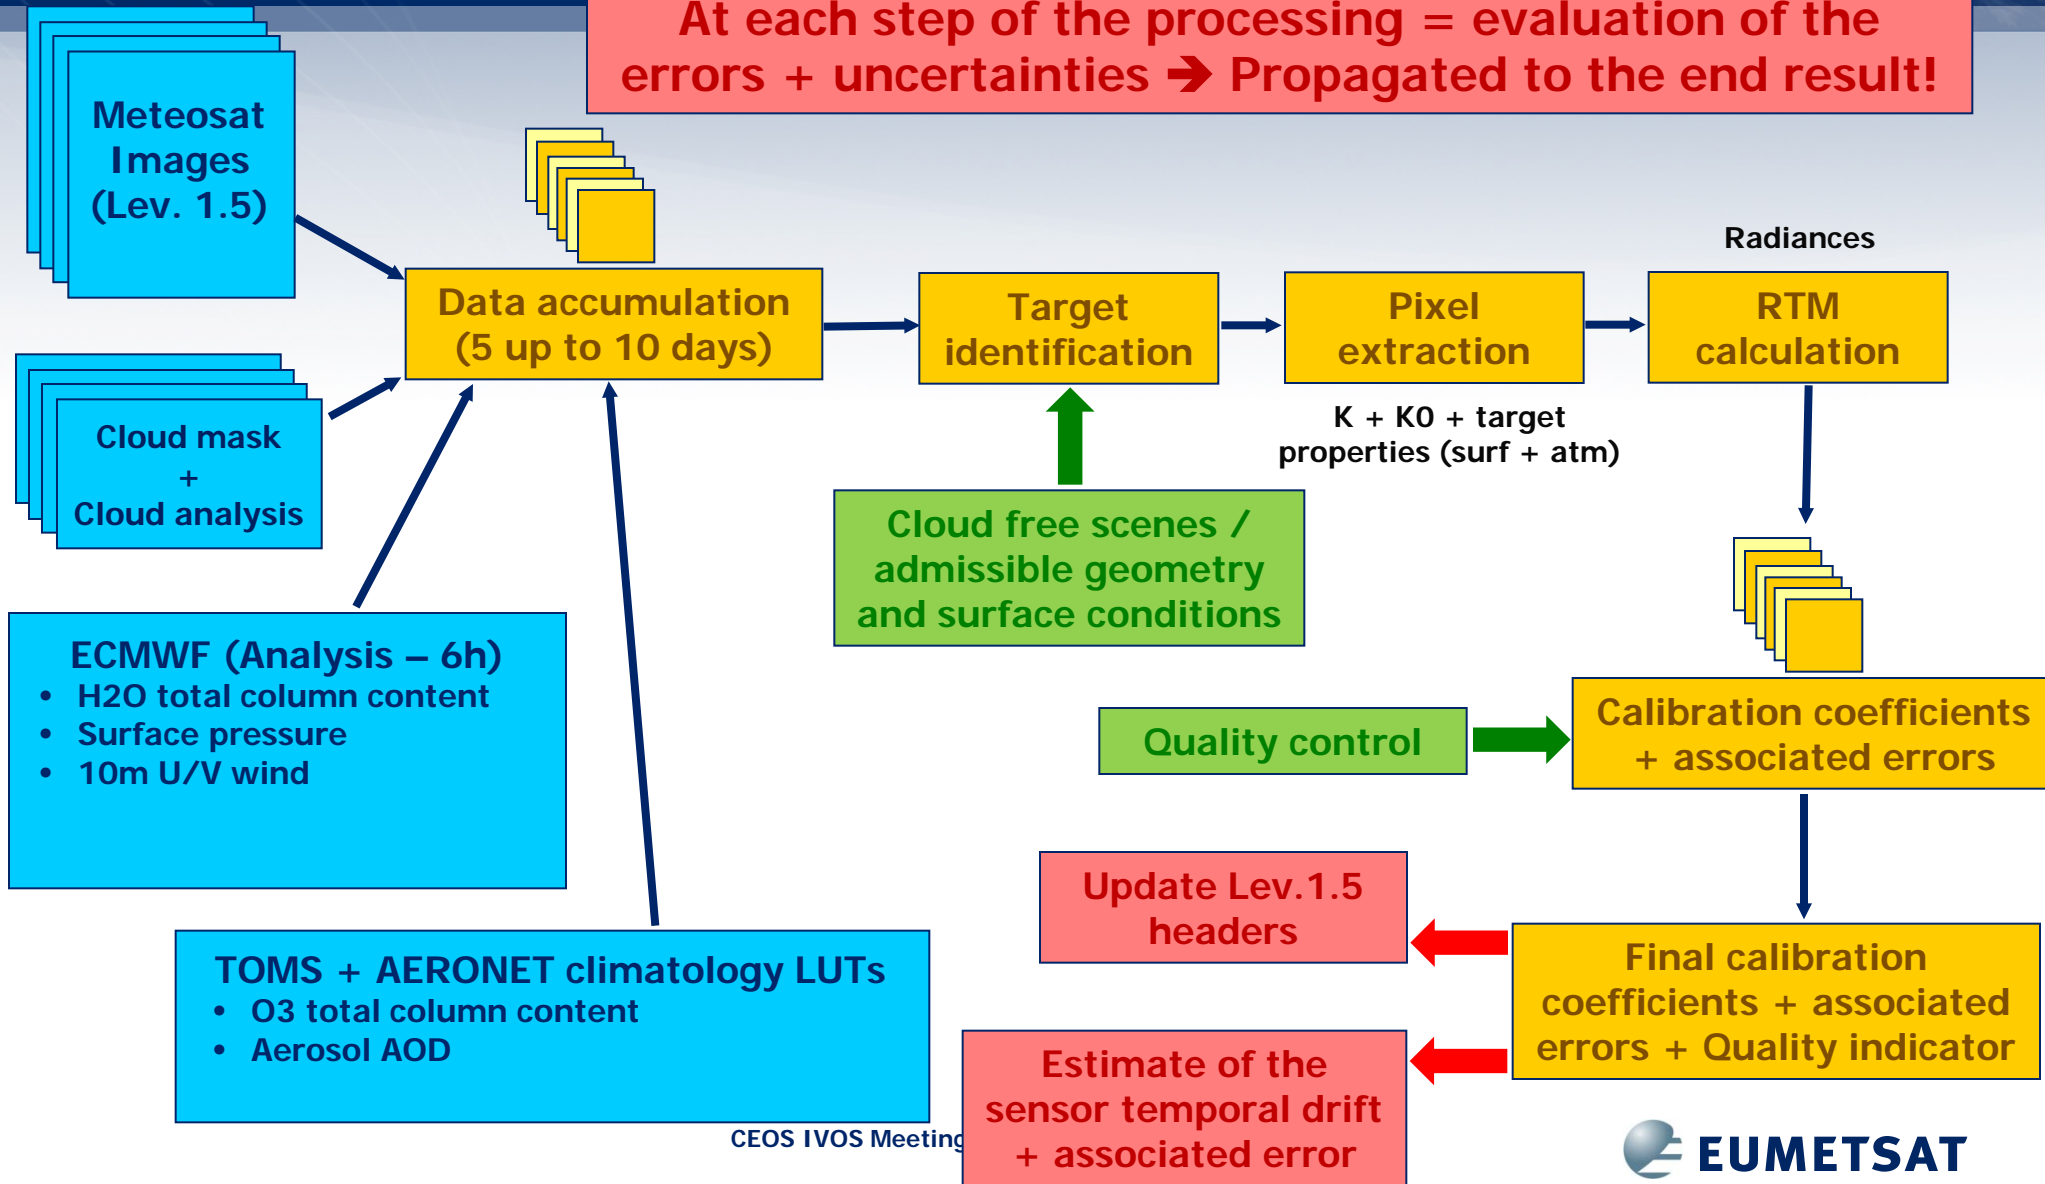 At each step of the processing = evaluation of the
errors + uncertainties ➔ Propagated to the end result!
Meteosat
Images
(Lev. 1.5)
Radiances
Data accumulation
(5 up to 10 days)
Target
identification
Pixel
extraction
RTM
calculation
K + K0 + target
properties (surf + atm)
Cloud mask
+
Cloud analysis
Cloud free scenes /
admissible geometry
and surface conditions
ECMWF (Analysis – 6h)
• H2O total column content
• Surface pressure
• 10m U/V wind
Quality control
Calibration coefficients
+ associated errors
Update Lev.1.5
headers
TOMS + AERONET climatology LUTs
• O3 total column content
• Aerosol AOD
Final calibration
coefficients + associated
errors + Quality indicator
Estimate of the
sensor temporal drift
+ associated error
CEOS IVOS Meeting
EUMETSAT